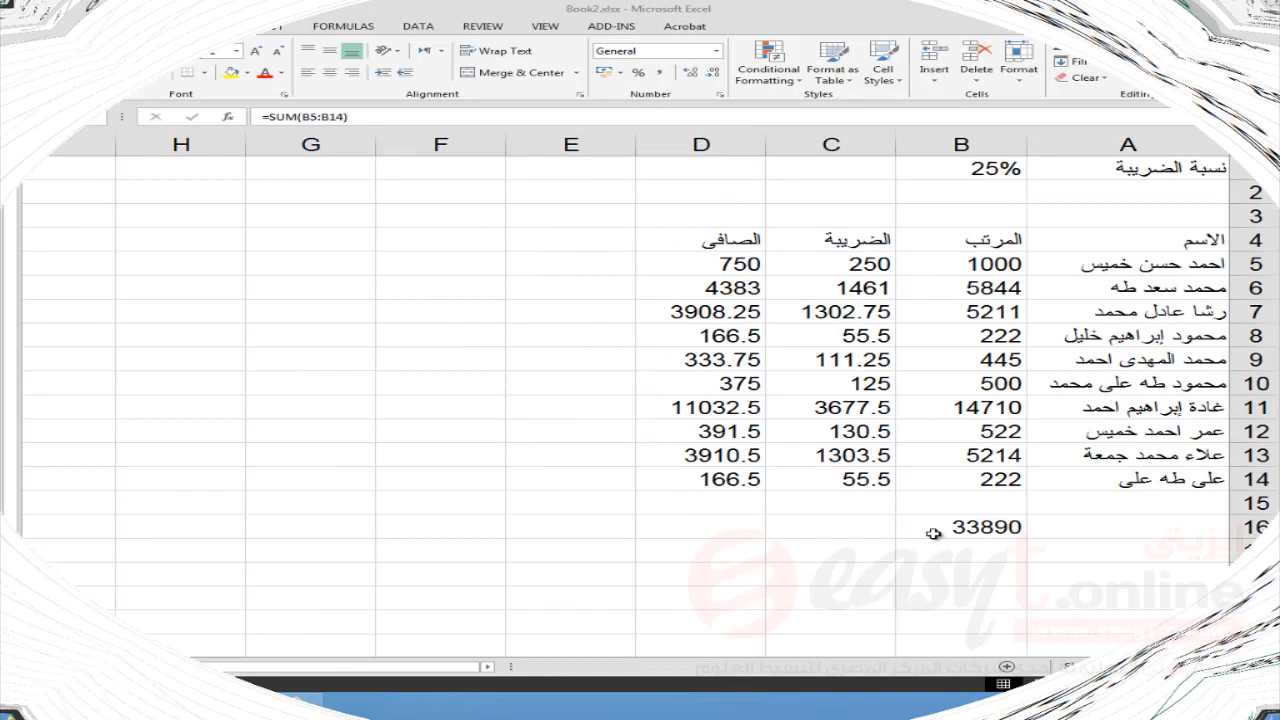 Book2.xlsx - Microsoft Excel
FORMULAS DATA REVIEW VIEW ADD-INS Acrobat
Wrap Text General Conditional Formatting Format as Table Cell Styles Insert Delete Format Fill
Merge & Center % Clear
Font Alignment Number Styles Cells
=SUM(B5:B14)
H G F E D C B A
نسبة الضريبة 25%
2
3
4 الاسم المرتب الضريبة الصافى
5 احمد حسن خميس 1000 250 750
6 محمد سعد طه 5844 1461 4383
7 رشا عادل محمد 5211 1302.75 3908.25
8 محمود إبراهيم خليل 222 55.5 166.5
9 محمد المهدى احمد 445 111.25 333.75
10 محمود طه على محمد 500 125 375
11 غادة إبراهيم احمد 14710 3677.5 11032.5
12 عمر احمد خميس 522 130.5 391.5
13 علاء محمد جمعة 5214 1303.5 3910.5
14 على طه على 222 55.5 166.5
15
16 33890
إيزيتى
easyt.online